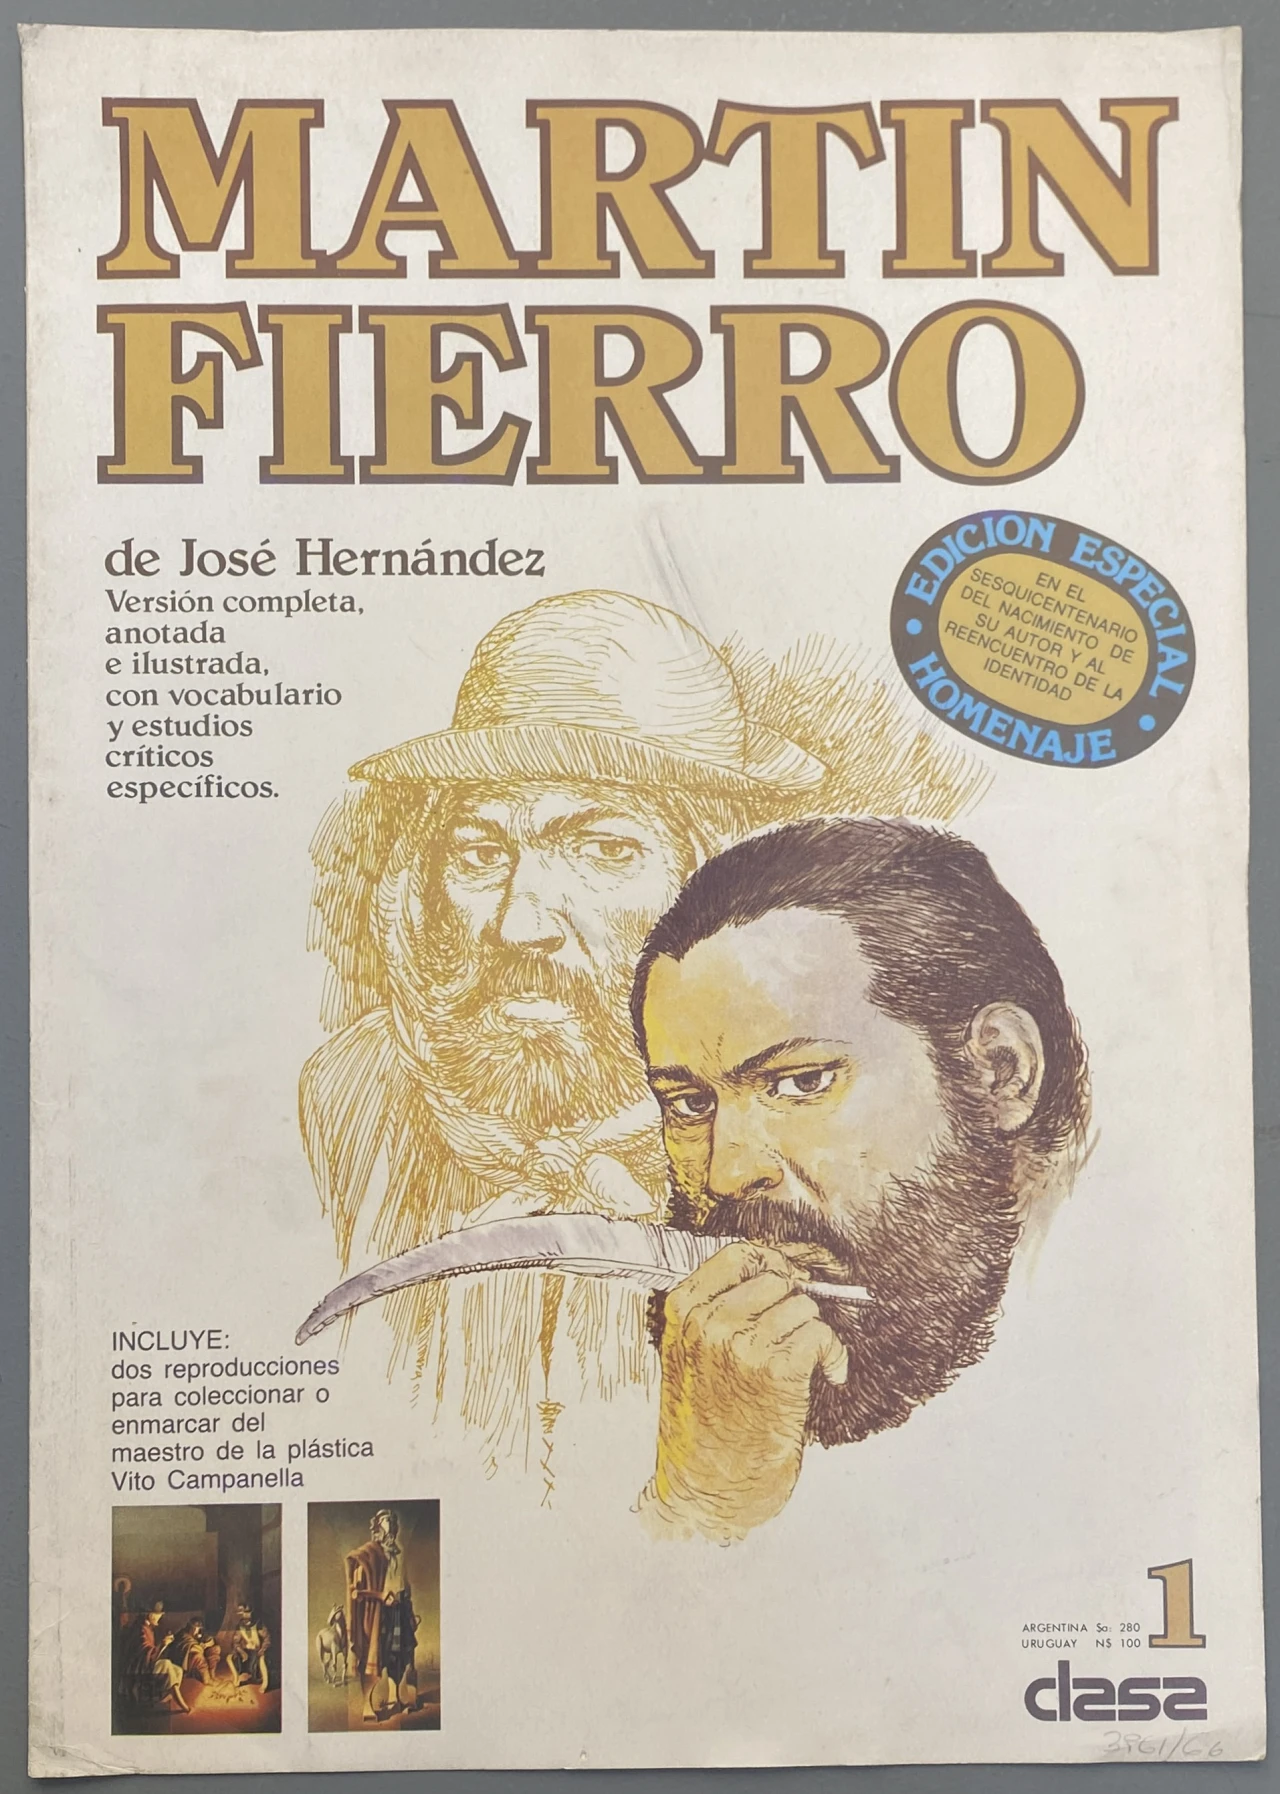 MARTIN
FIERRO
de José Hernández
Versión completa,
anotada
e ilustrada,
con vocabulario
y estudios
críticos
específicos.
EDICION ESPECIAL
EN EL
SESQUICENTENARIO
DEL NACIMIENTO DE
SU AUTOR Y AL
REENCUENTRO DE LA
IDENTIDAD
• HOMENAJE •
INCLUYE:
dos reproducciones
para coleccionar o
enmarcar del
maestro de la plástica
Vito Campanella
1
ARGENTINA $a: 280
URUGUAY N$ 100
clasa
3961/66